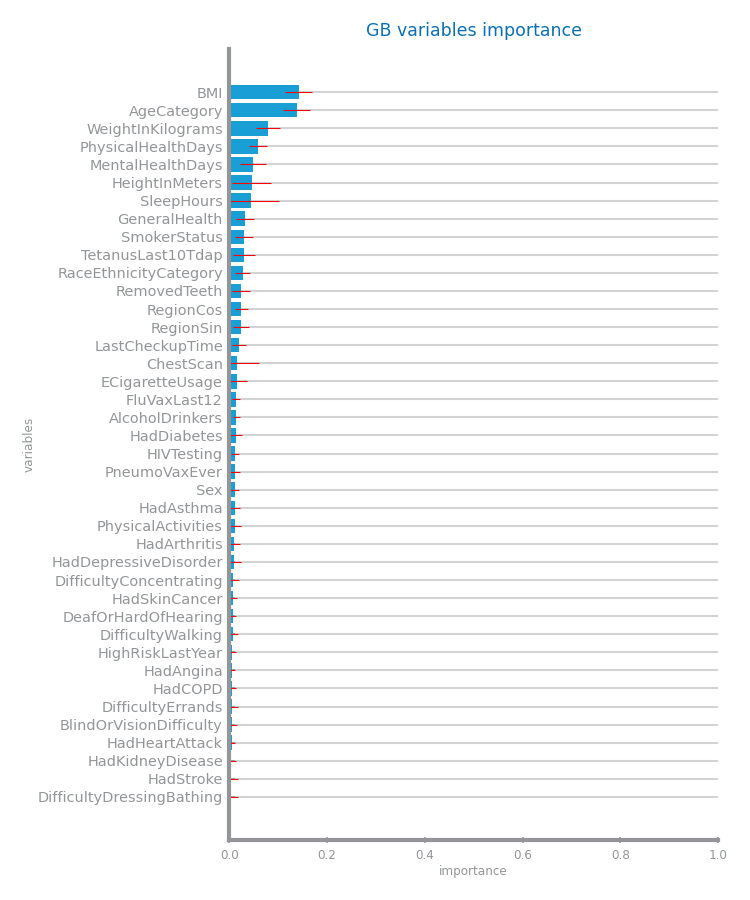 GB variables importance
BMI
AgeCategory
WeightInKilograms
PhysicalHealthDays
MentalHealthDays
HeightInMeters
SleepHours
GeneralHealth
SmokerStatus
TetanusLast10Tdap
RaceEthnicityCategory
RemovedTeeth
RegionCos
RegionSin
LastCheckupTime
ChestScan
ECigaretteUsage
FluVaxLast12
AlcoholDrinkers
HadDiabetes
HIVTesting
PneumoVaxEver
Sex
HadAsthma
PhysicalActivities
HadArthritis
HadDepressiveDisorder
DifficultyConcentrating
HadSkinCancer
DeafOrHardOfHearing
DifficultyWalking
HighRiskLastYear
HadAngina
HadCOPD
DifficultyErrands
BlindOrVisionDifficulty
HadHeartAttack
HadKidneyDisease
HadStroke
DifficultyDressingBathing
variables
0.0 0.2 0.4 0.6 0.8 1.0
importance